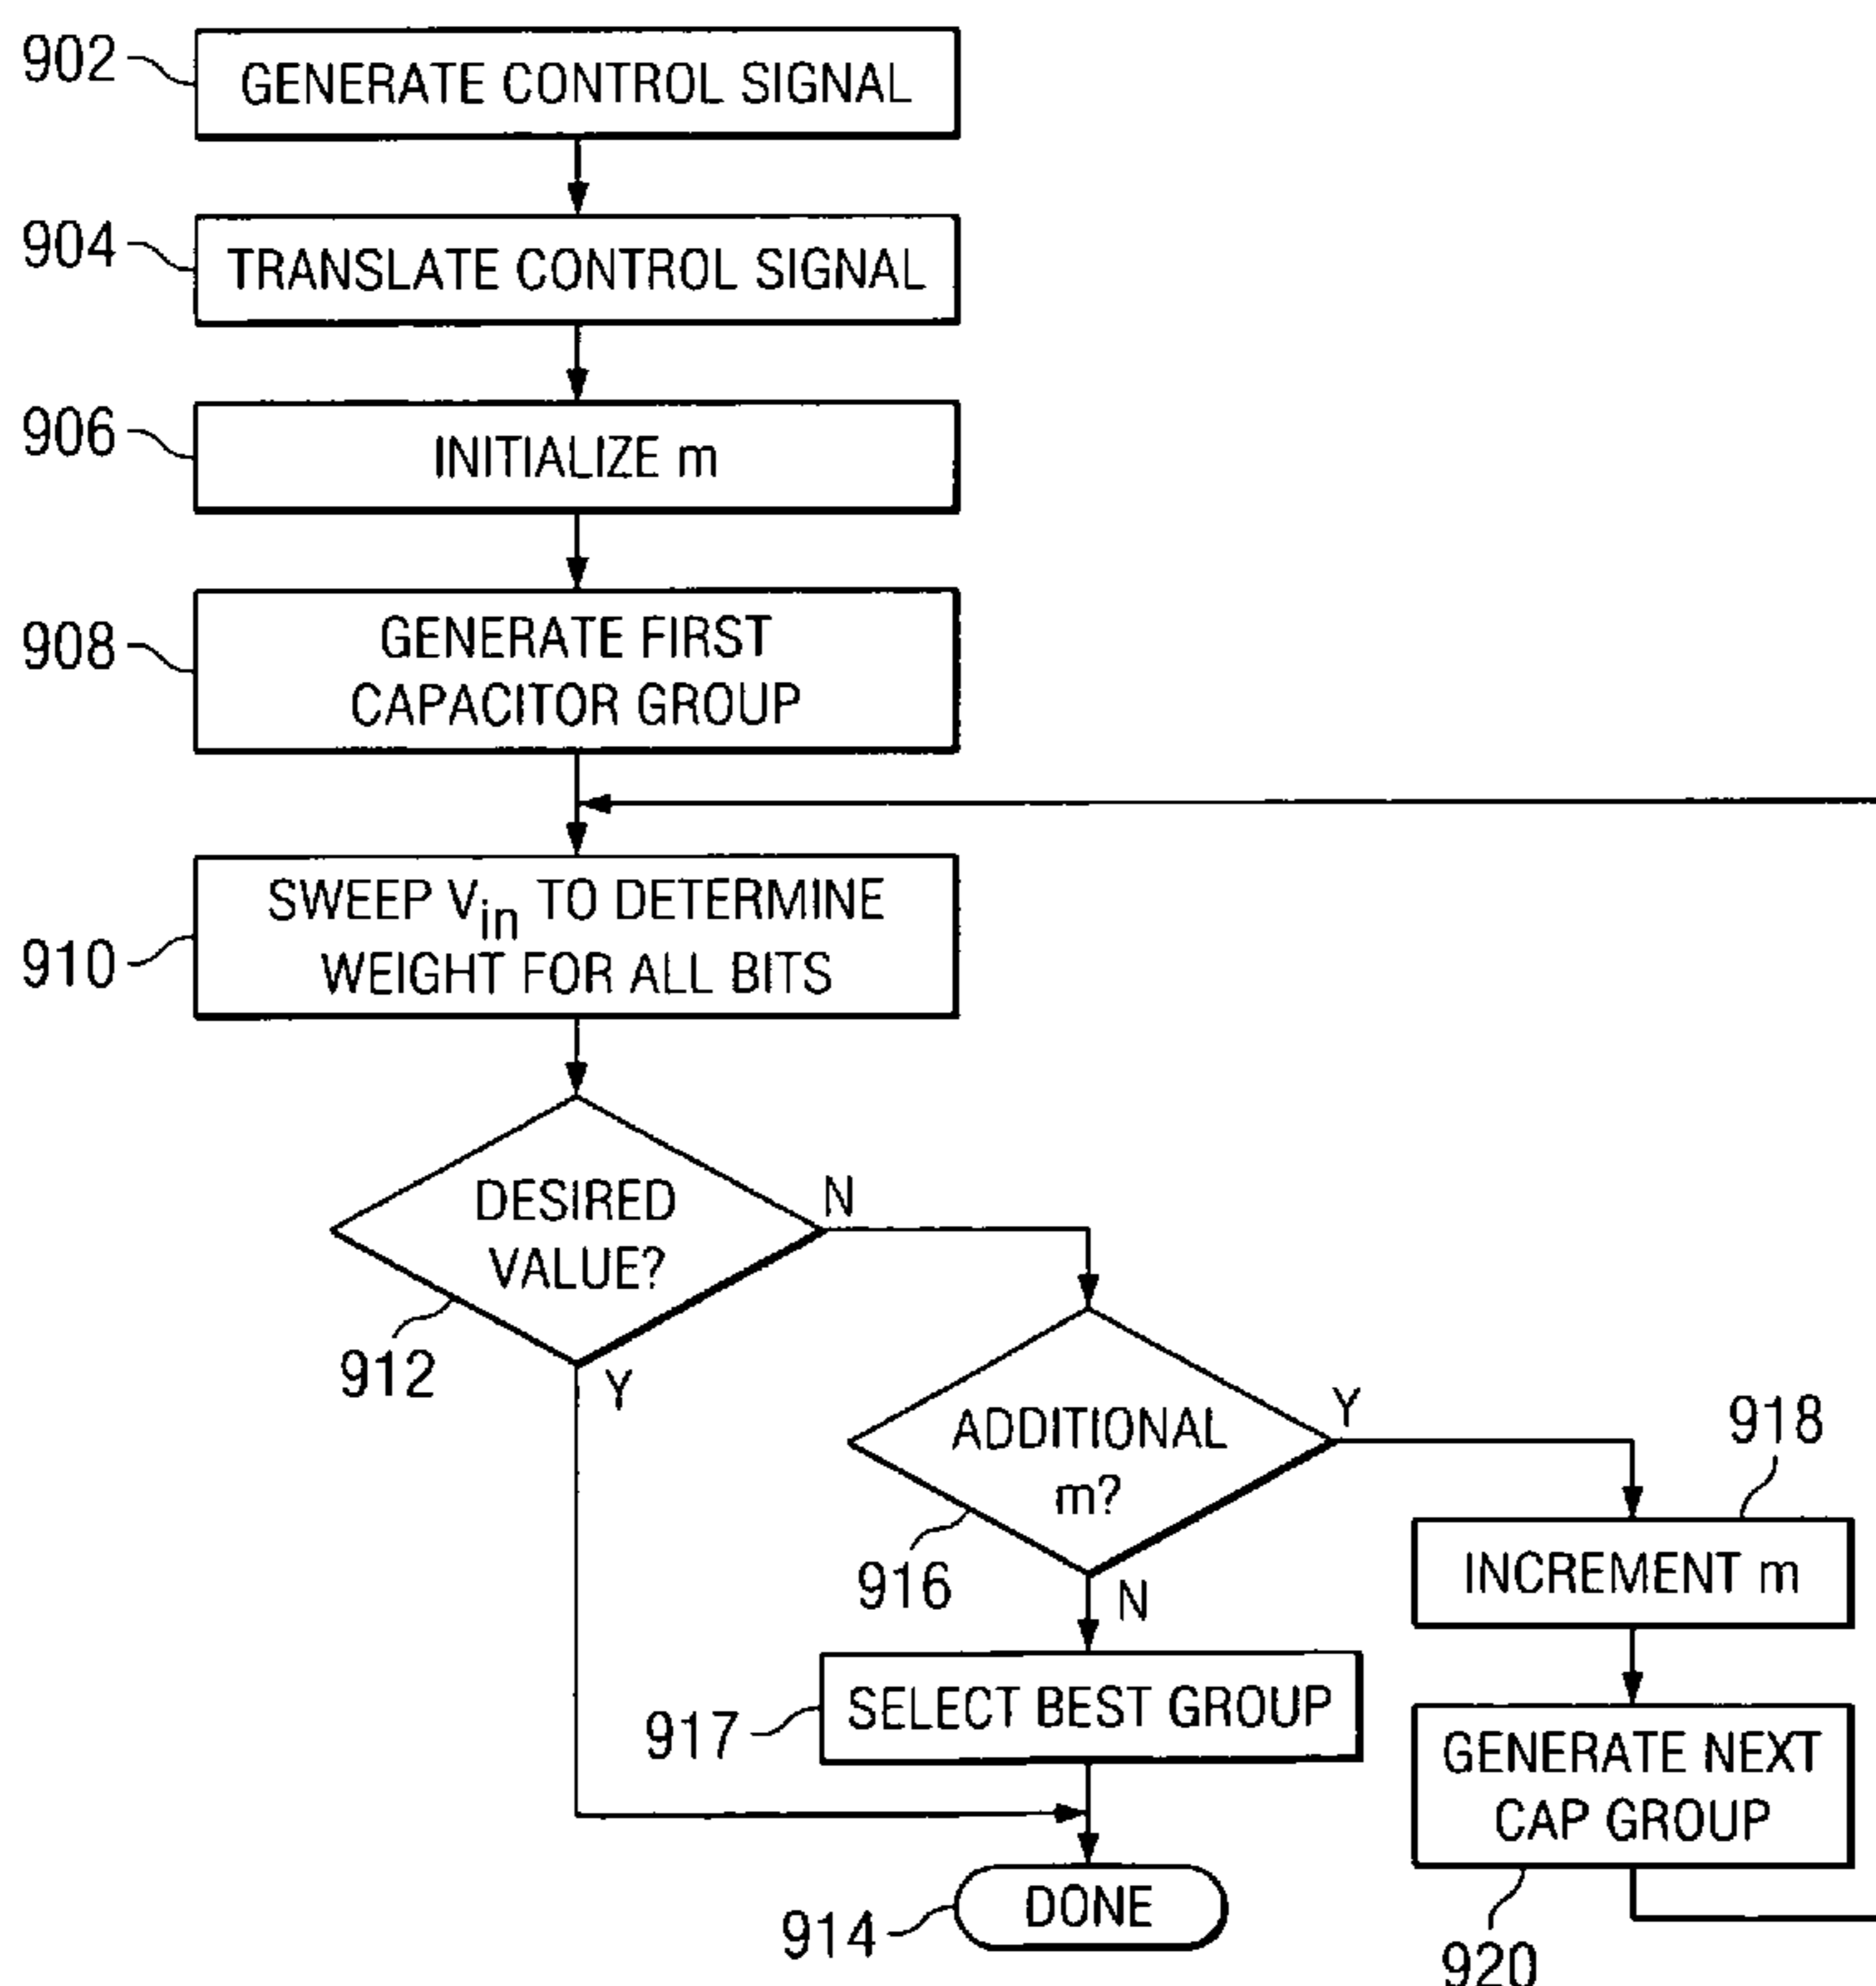 902
GENERATE CONTROL SIGNAL
904
TRANSLATE CONTROL SIGNAL
906
INITIALIZE m
908
GENERATE FIRST
CAPACITOR GROUP
910
SWEEP Vin TO DETERMINE
WEIGHT FOR ALL BITS
DESIRED
VALUE?
N
912
Y
ADDITIONAL
m?
Y
916
N
918
INCREMENT m
917
SELECT BEST GROUP
GENERATE NEXT
CAP GROUP
914
DONE
920